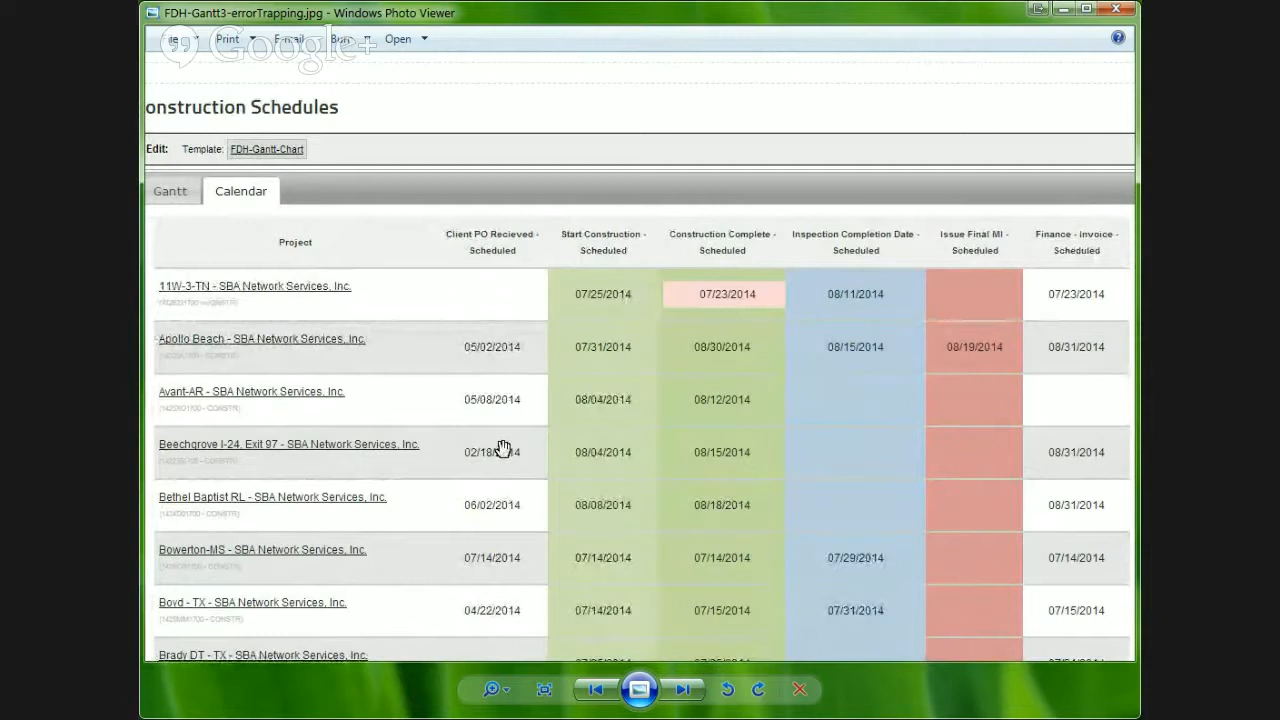 FDH-Gantt3-errorTrapping.jpg - Windows Photo Viewer
Print Open
Google+
onstruction Schedules
Edit: Template: FDH-Gantt-Chart
Gantt Calendar
Project Client PO Recieved - Scheduled Start Construction - Scheduled Construction Complete - Scheduled Inspection Completion Date - Scheduled Issue Final MI - Scheduled Finance - Invoice - Scheduled
11W-3-TN - SBA Network Services, Inc. 07/25/2014 07/23/2014 08/11/2014 07/23/2014
Apollo Beach - SBA Network Services, Inc. 05/02/2014 07/31/2014 08/30/2014 08/15/2014 08/19/2014 08/31/2014
Avant-AR - SBA Network Services, Inc. 05/08/2014 08/04/2014 08/12/2014
Beechgrove I-24, Exit 97 - SBA Network Services, Inc. 08/04/2014 08/15/2014 08/31/2014
Bethel Baptist RL - SBA Network Services, Inc. 06/02/2014 08/08/2014 08/18/2014 08/31/2014
Bowerton-MS - SBA Network Services, Inc. 07/14/2014 07/14/2014 07/14/2014 07/29/2014 07/14/2014
Boyd - TX - SBA Network Services, Inc. 04/22/2014 07/14/2014 07/15/2014 07/31/2014 07/15/2014
Brady DT - TX - SBA Network Services, Inc.